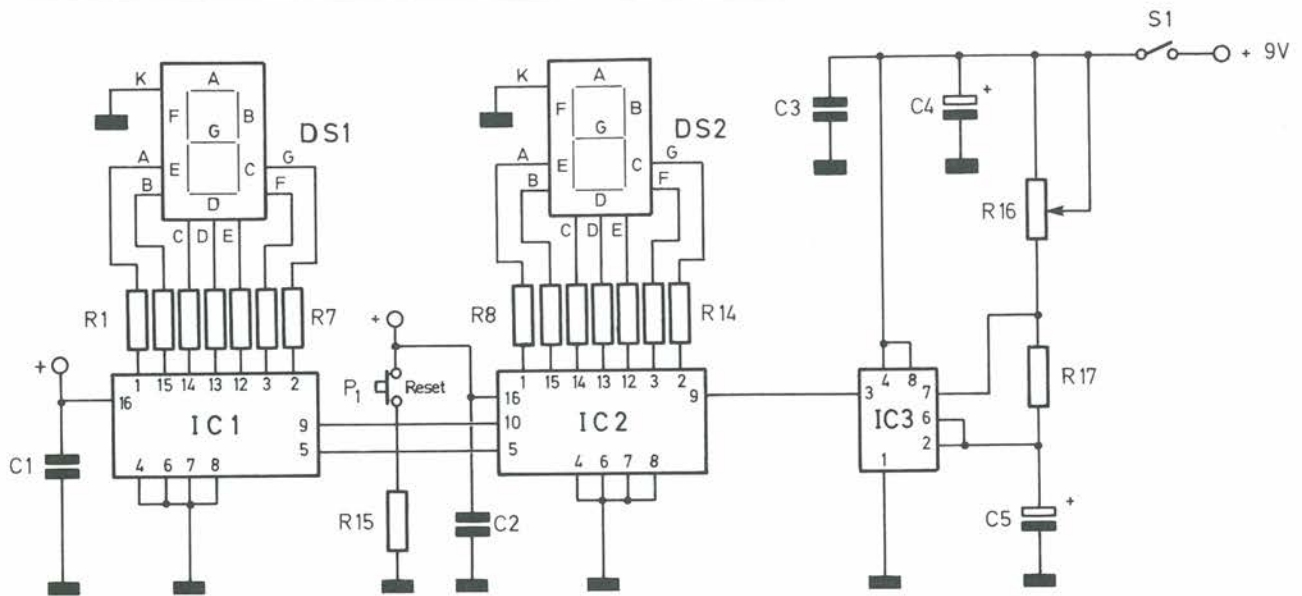 S1
+ 9V
K
A
F
B
G
E
C
D
DS1
A
B
G
F
C D E
K
A
F
B
G
E
C
D
DS2
A
B
G
F
C D E
C3
C4
+
R16
R1
R7
R8
R14
+
+
P1 Reset
1 15 14 13 12 3 2
16
IC1
9
5
4 6 7 8
1 15 14 13 12 3 2
9
16
10
5
IC2
4 6 7 8
4 8
3
7
6
2
IC3
1
R17
C1
R15
C2
C5
+